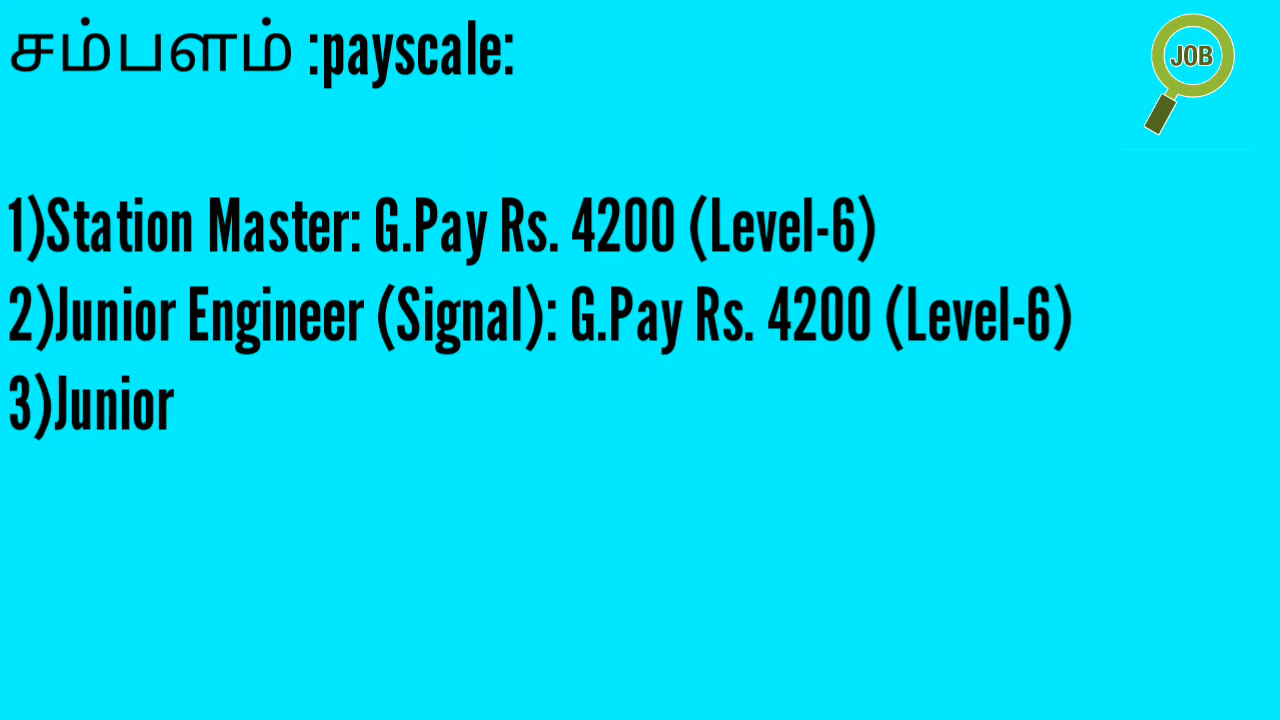 சம்பளம் :payscale:
JOB
1)Station Master: G.Pay Rs. 4200 (Level-6)
2)Junior Engineer (Signal): G.Pay Rs. 4200 (Level-6)
3)Junior